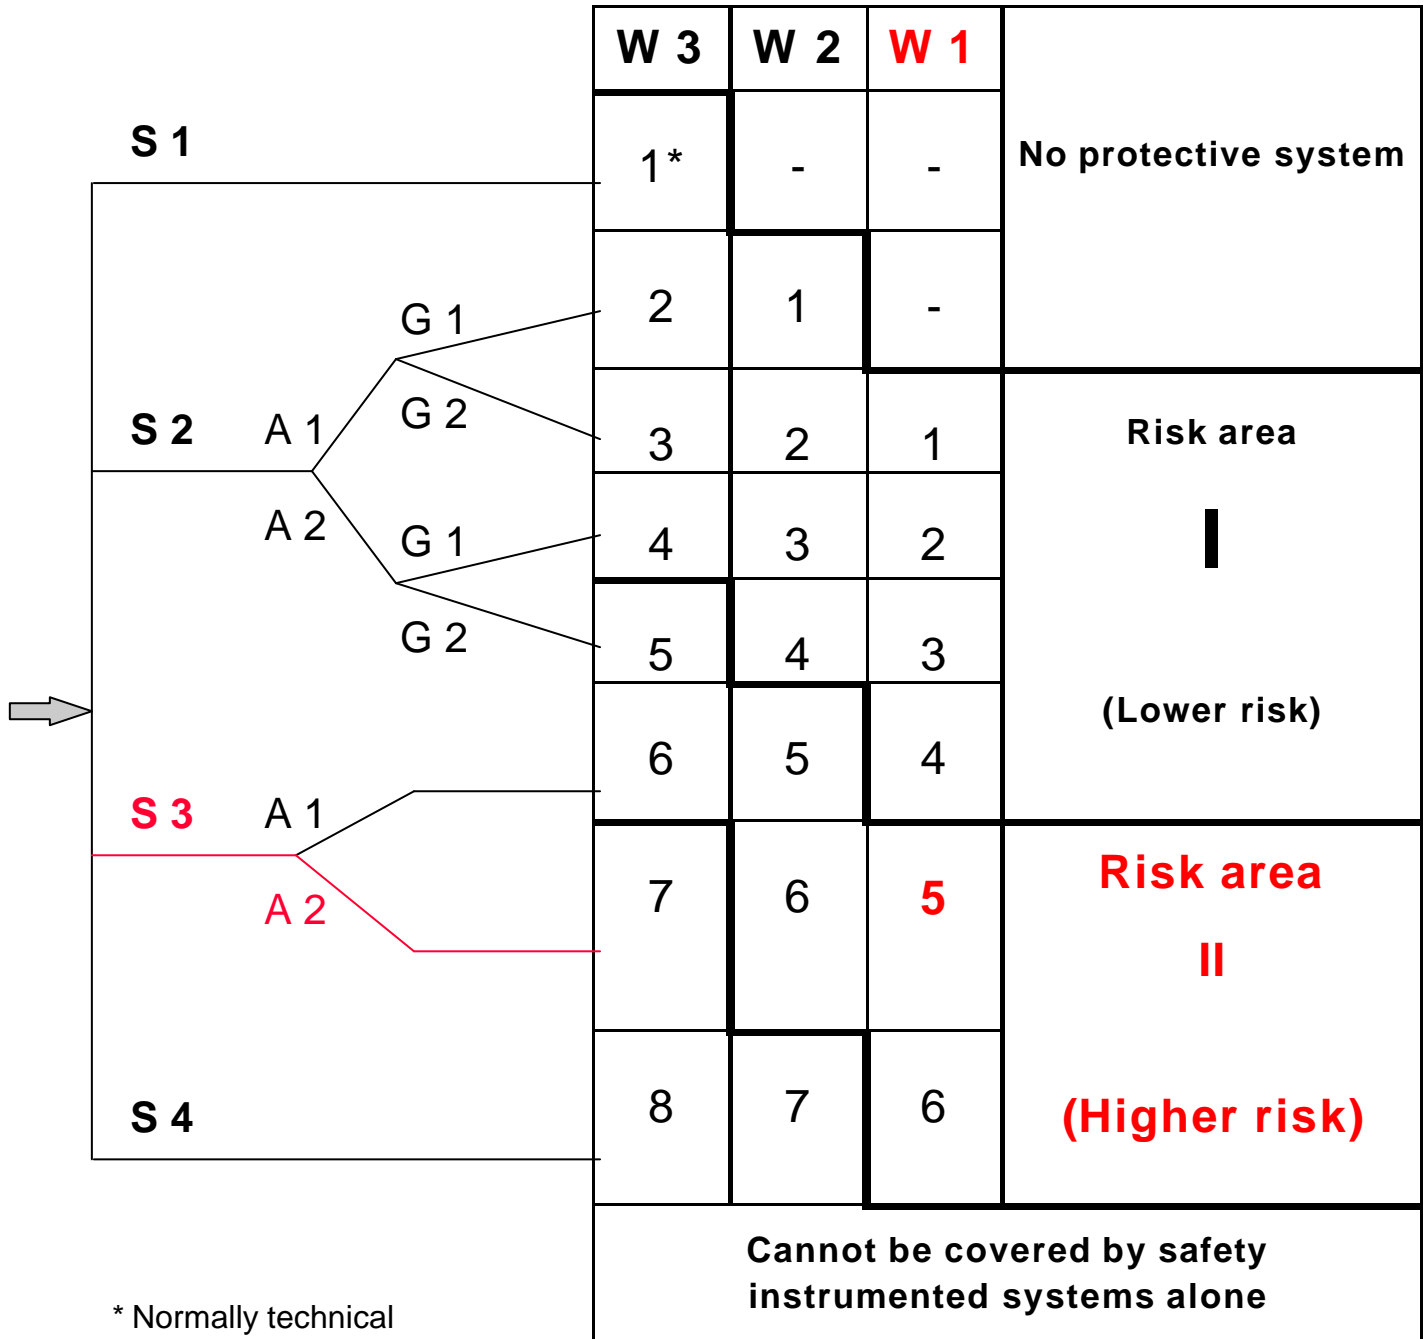 W 3 W 2 W 1
S 1
1* - - No protective system
G 1
2 1 -
G 2
S 2 A 1
3 2 1 Risk area
A 2
G 1
4 3 2 I
G 2
5 4 3
6 5 4 (Lower risk)
S 3 A 1
A 2
7 6 5 Risk area
II
S 4
8 7 6 (Higher risk)
Cannot be covered by safety
instrumented systems alone
* Normally technical